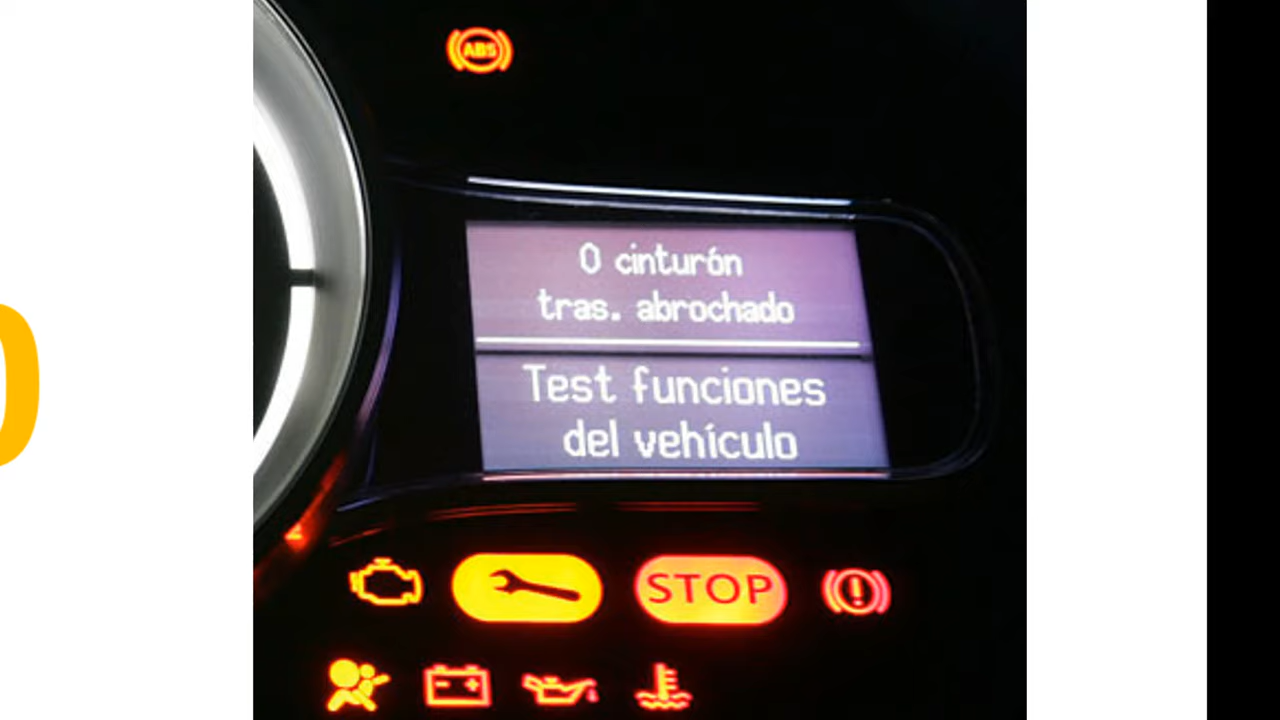 ABS
0 cinturón
tras. abrochado
Test funciones
del vehículo
STOP